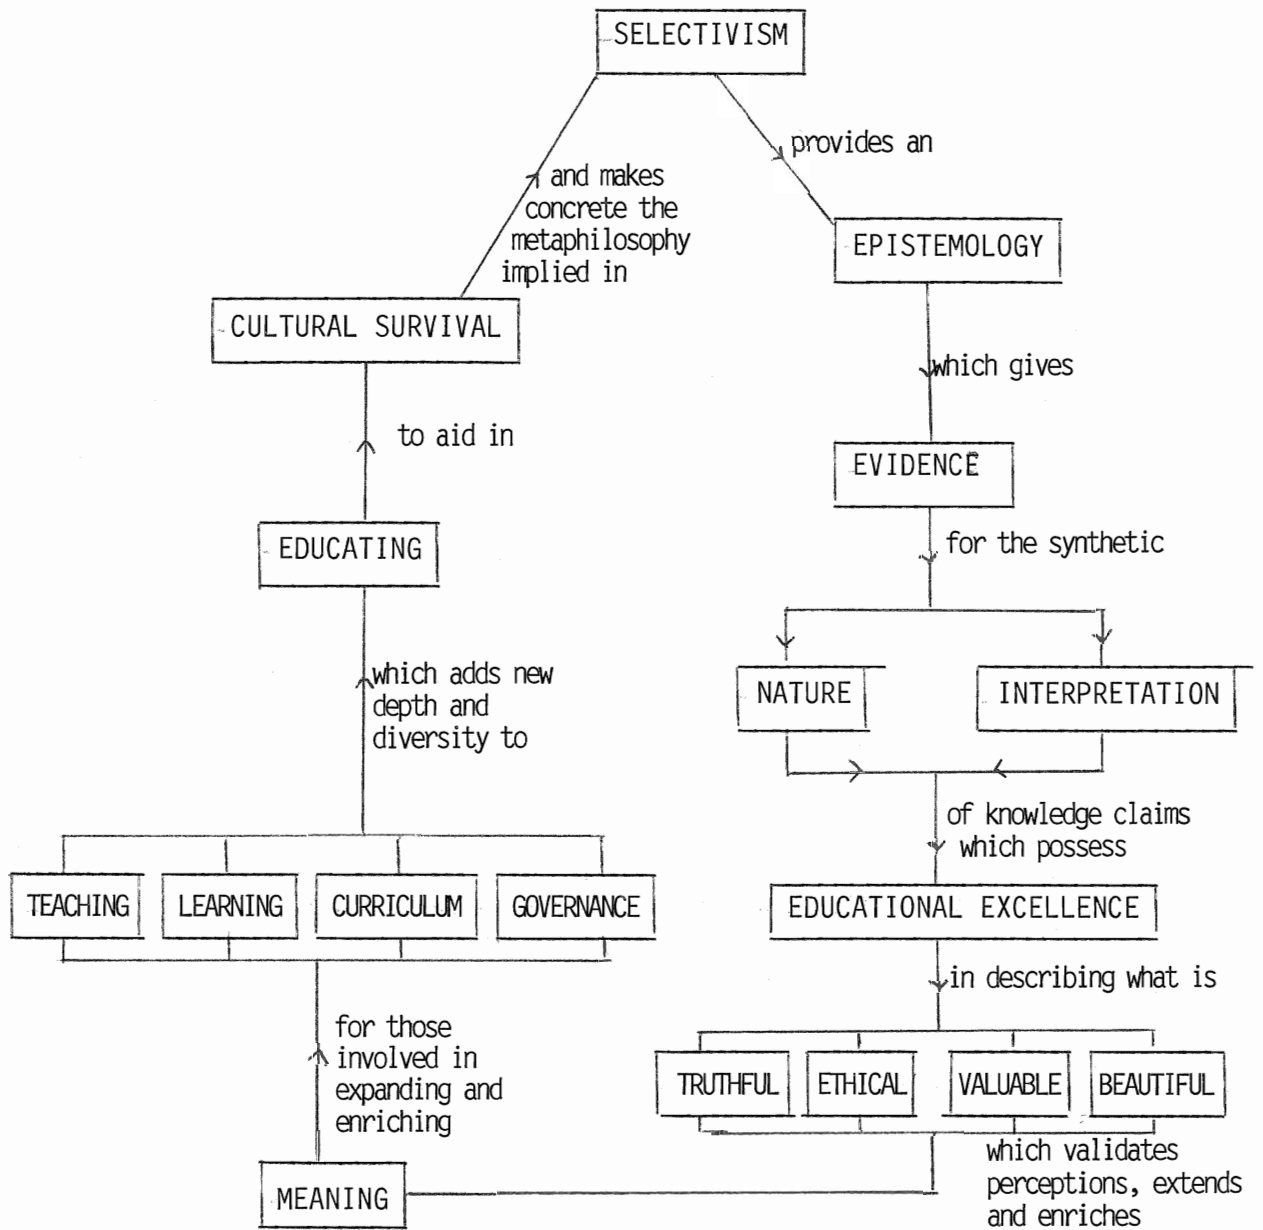 SELECTIVISM
provides an
EPISTEMOLOGY
which gives
EVIDENCE
for the synthetic
NATURE
INTERPRETATION
of knowledge claims
which possess
EDUCATIONAL EXCELLENCE
in describing what is
TRUTHFUL
ETHICAL
VALUABLE
BEAUTIFUL
which validates
perceptions, extends
and enriches
MEANING
for those
involved in
expanding and
enriching
TEACHING
LEARNING
CURRICULUM
GOVERNANCE
which adds new
depth and
diversity to
EDUCATING
to aid in
CULTURAL SURVIVAL
and makes
concrete the
metaphilosophy
implied in